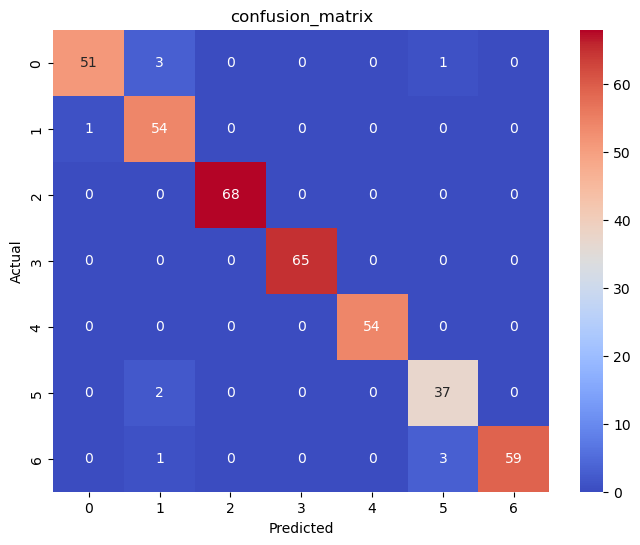 confusion_matrix
0 51 3 0 0 0 1 0
1 1 54 0 0 0 0 0
2 0 0 68 0 0 0 0
3 0 0 0 65 0 0 0
4 0 0 0 0 54 0 0
5 0 2 0 0 0 37 0
6 0 1 0 0 0 3 59
0 1 2 3 4 5 6
Actual
Predicted
60
50
40
30
20
10
0